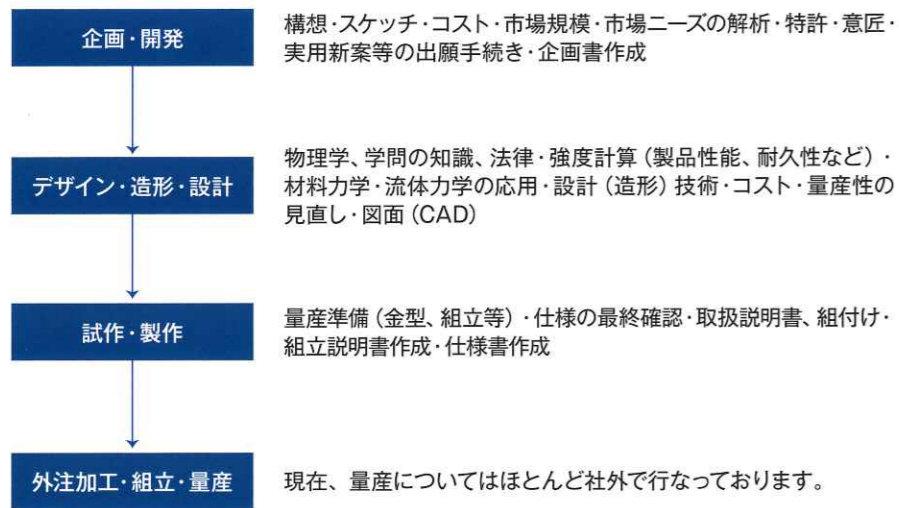 企画・開発
構想・スケッチ・コスト・市場規模・市場ニーズの解析・特許・意匠・
実用新案等の出願手続き・企画書作成
デザイン・造形・設計
物理学、学問の知識、法律・強度計算(製品性能、耐久性など)・
材料力学・流体力学の応用・設計(造形)技術・コスト・量産性の
見直し・図面(CAD)
試作・製作
量産準備(金型、組立等)・仕様の最終確認・取扱説明書、組付け・
組立説明書作成・仕様書作成
外注加工・組立・量産
現在、量産についてはほとんど社外で行なっております。